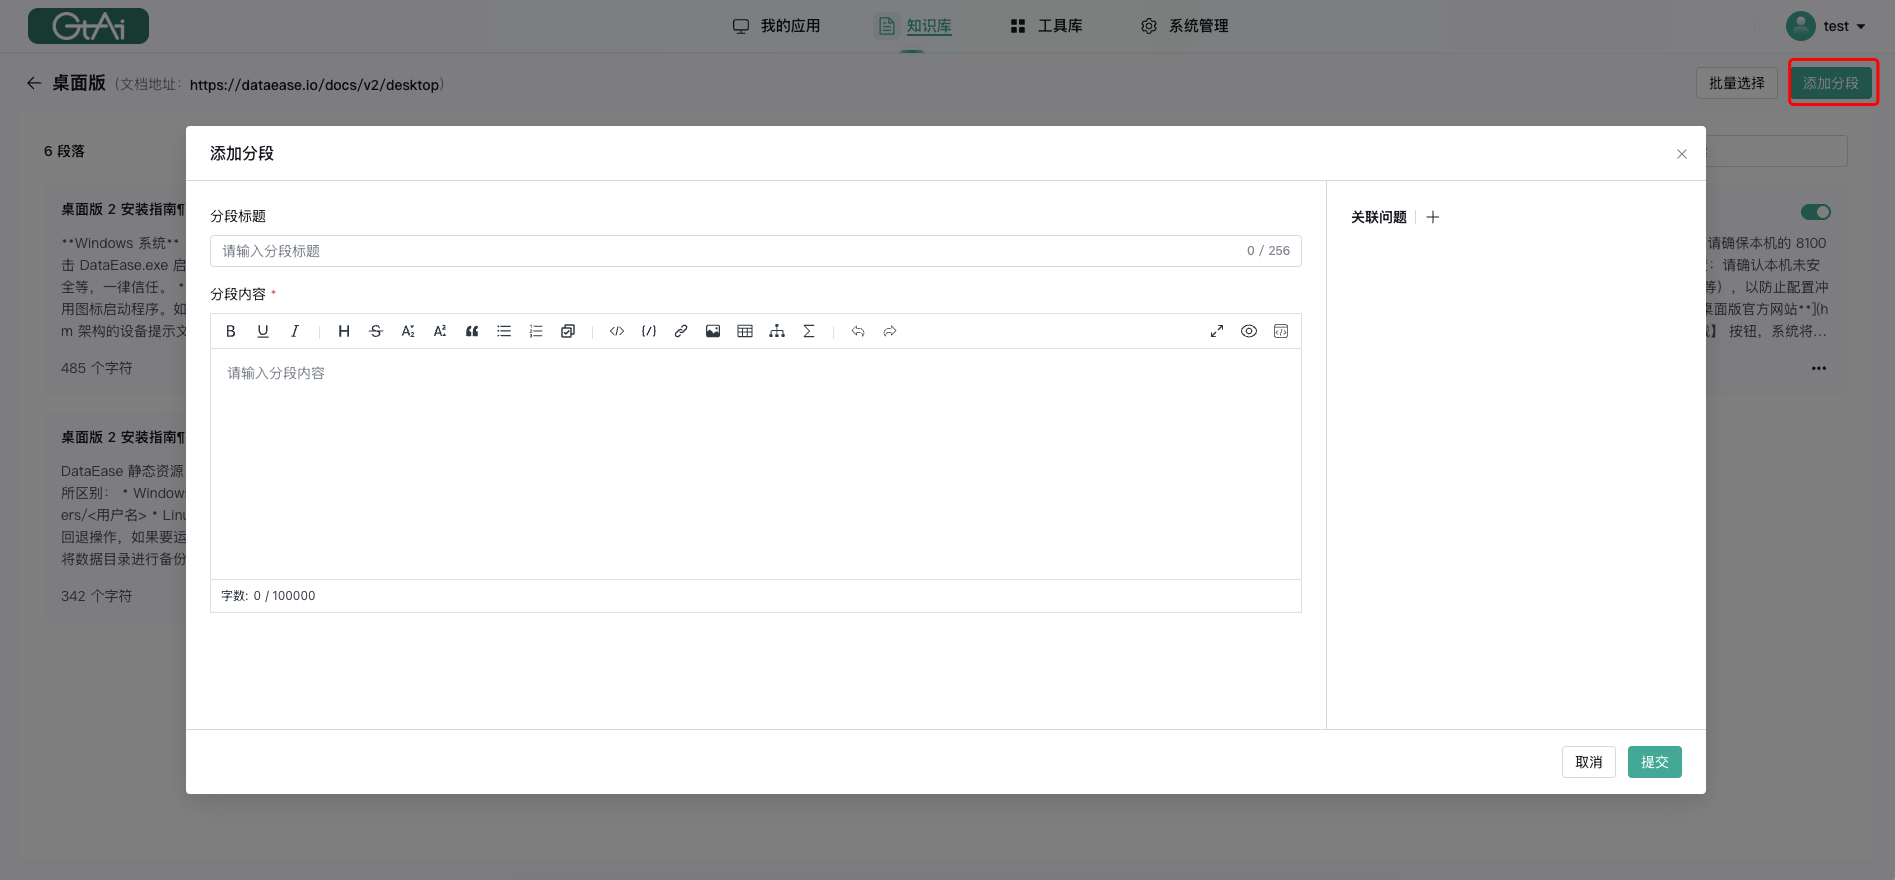 GtAi
我的应用
知识库
工具库
系统管理
test
桌面版（文档地址：https://dataease.io/docs/v2/desktop）
批量选择
添加分段
6 段落
添加分段
桌面版 2 安装指南¶
**Windows 系统**
击 DataEase.exe 启
全等，一律信任。 *
用图标启动程序。如
m 架构的设备提示文
485 个字符
桌面版 2 安装指南¶
DataEase 静态资源
所区别： * Windows
ers/<用户名> * Linu
回退操作，如果要运
将数据目录进行备份
342 个字符
分段标题
请输入分段标题
0 / 256
分段内容 *
B U I H S A² A² </> {/}
请输入分段内容
字数: 0 / 100000
关联问题
请确保本机的 8100
：请确认本机未安
等），以防止配置冲
桌面版官方网站**](h
】 按钮，系统将...
取消
提交